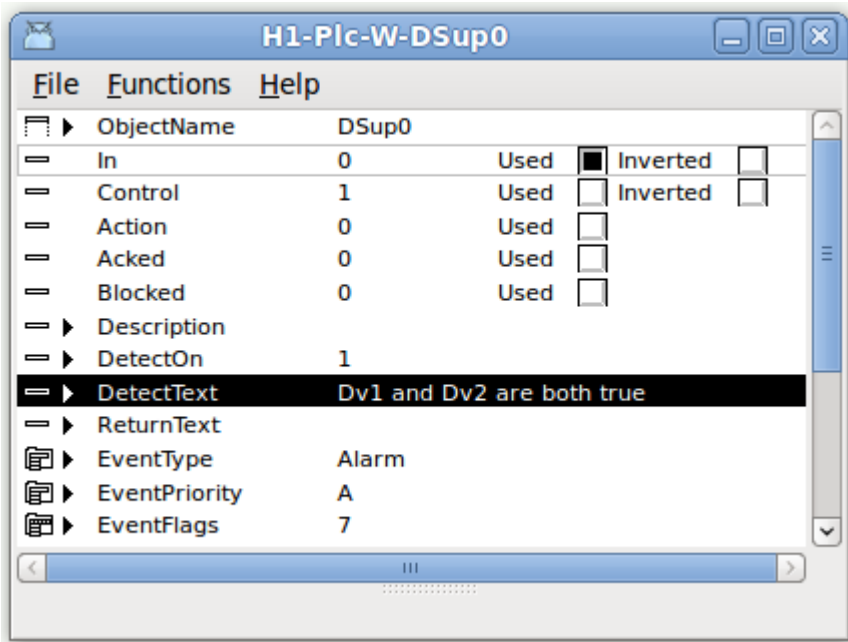 H1-Plc-W-DSup0
File Functions Help
ObjectName DSup0
In 0 Used Inverted
Control 1 Used Inverted
Action 0 Used
Acked 0 Used
Blocked 0 Used
Description
DetectOn 1
DetectText Dv1 and Dv2 are both true
ReturnText
EventType Alarm
EventPriority A
EventFlags 7